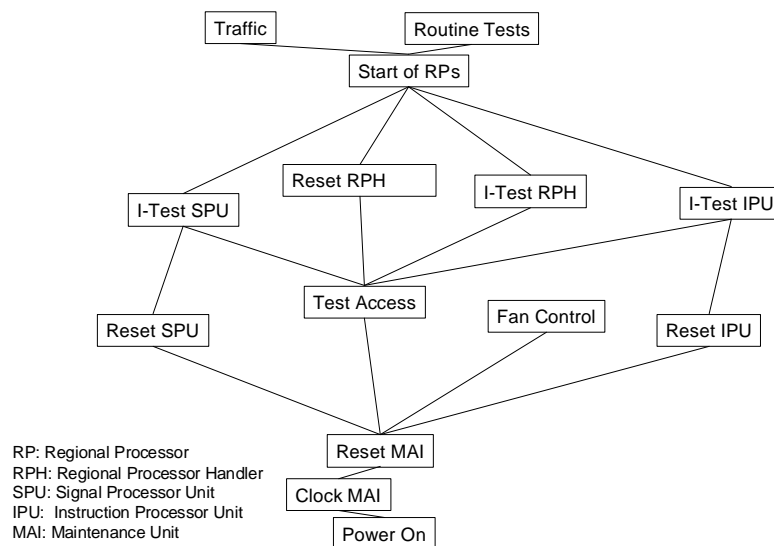 Traffic
Routine Tests
Start of RPs
Reset RPH
I-Test RPH
I-Test SPU
I-Test IPU
Test Access
Fan Control
Reset SPU
Reset IPU
Reset MAI
Clock MAI
Power On
RP: Regional Processor
RPH: Regional Processor Handler
SPU: Signal Processor Unit
IPU: Instruction Processor Unit
MAI: Maintenance Unit